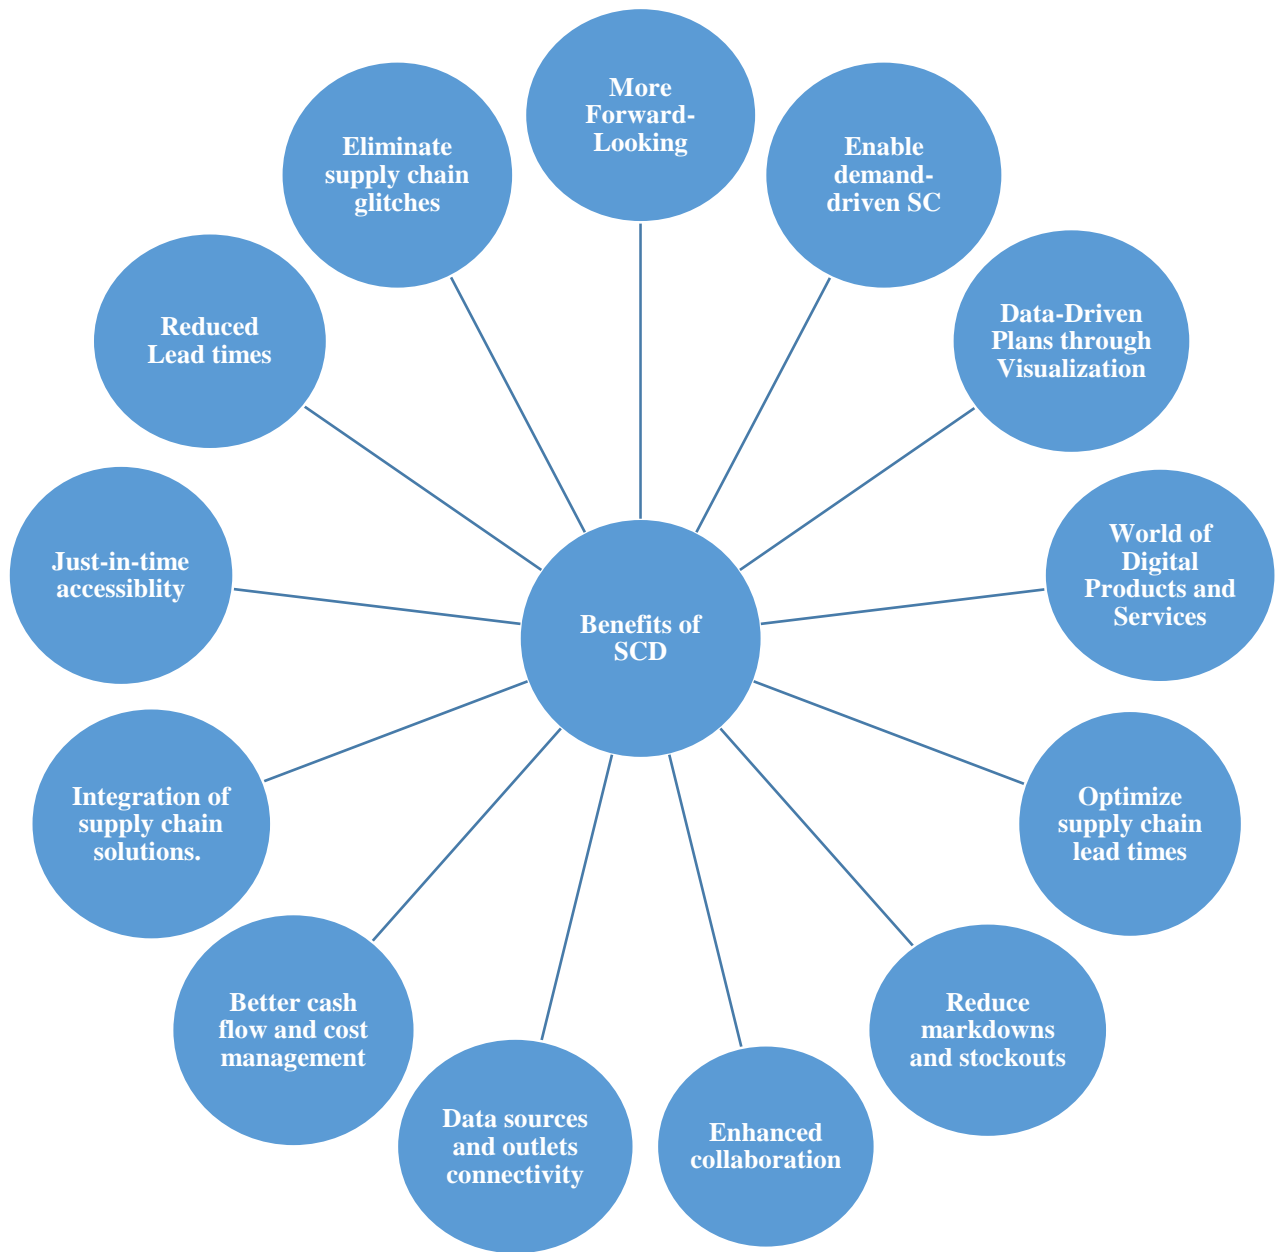 More
Forward-
Looking
Enable
demand-
driven SC
Data-Driven
Plans through
Visualization
World of
Digital
Products and
Services
Optimize
supply chain
lead times
Reduce
markdowns
and stockouts
Enhanced
collaboration
Data sources
and outlets
connectivity
Better cash
flow and cost
management
Integration of
supply chain
solutions.
Just-in-time
accessiblity
Reduced
Lead times
Eliminate
supply chain
glitches
Benefits of
SCD